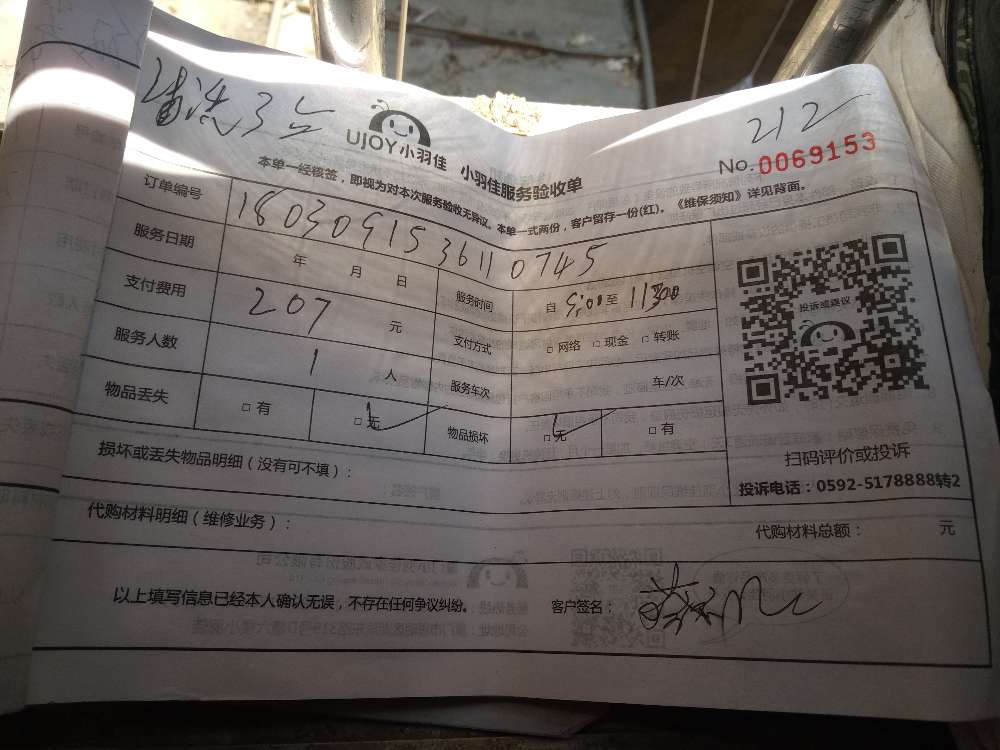 清洗3台
212
UJOY小羽佳 小羽佳服务验收单
No.0069153
本单一经核签，即视为对本次服务验收无异议。本单一式两份，客户留存一份(红)。《维保须知》详见背面。
订单编号 180309153611 0745
服务日期 年 月 日 服务时间 自 9:00 至 11:00
支付费用 207 元 支付方式 □ 网络 □ 现金 □ 转账
服务人数 1 人 服务车次 车/次
物品丢失 □ 有 □ 无 物品损坏 □ 无 □ 有
投诉或建议
扫码评价或投诉
投诉电话：0592-5178888转2
损坏或丢失物品明细（没有可不填）：
代购材料明细（维修业务）： 代购材料总额： 元
以上填写信息已经本人确认无误，不存在任何争议纠纷。 客户签名：